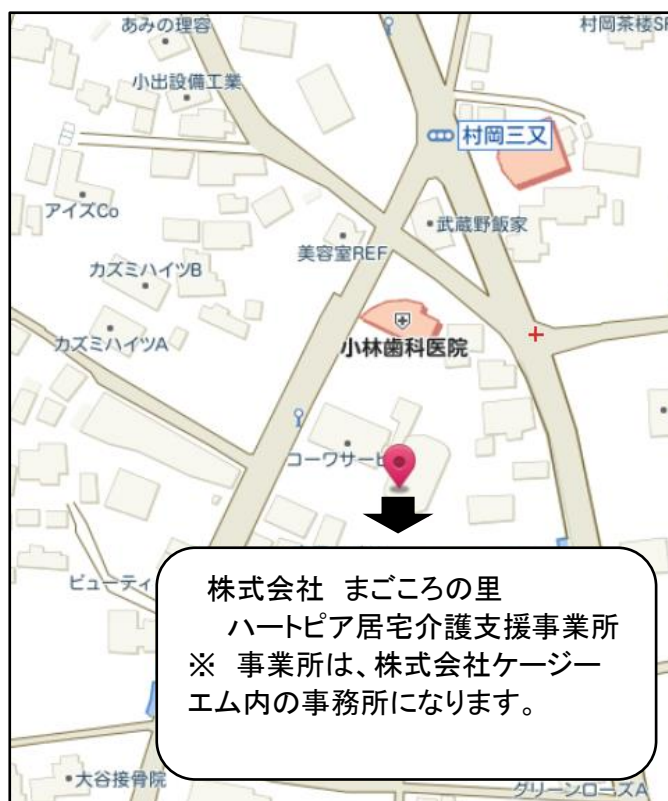 あみの理容
村岡茶楼SF
小出設備工業
村岡三又
アイズCo
武蔵野飯家
美容室REF
カズミハイツB
カズミハイツA
小林歯科医院
コーワサービ
ビューティ
株式会社 まごころの里
ハートピア居宅介護支援事業所
※ 事業所は、株式会社ケージー
エム内の事務所になります。
大谷接骨院
グリーンローズA